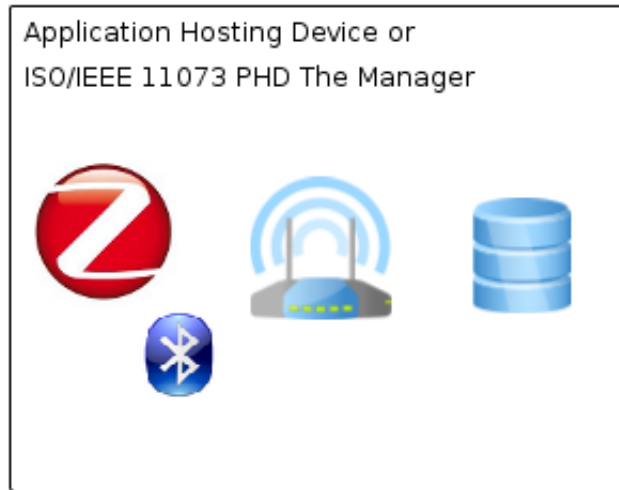 Application Hosting Device or
ISO/IEEE 11073 PHD The Manager